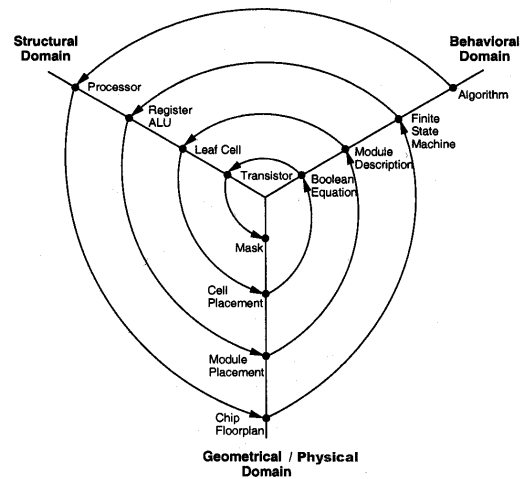 Structural
Domain
Behavioral
Domain
Processor
Algorithm
Register
ALU
Finite
State
Machine
Leaf Cell
Module
Description
Transistor
Boolean
Equation
Mask
Cell
Placement
Module
Placement
Chip
Floorplan
Geometrical / Physical
Domain